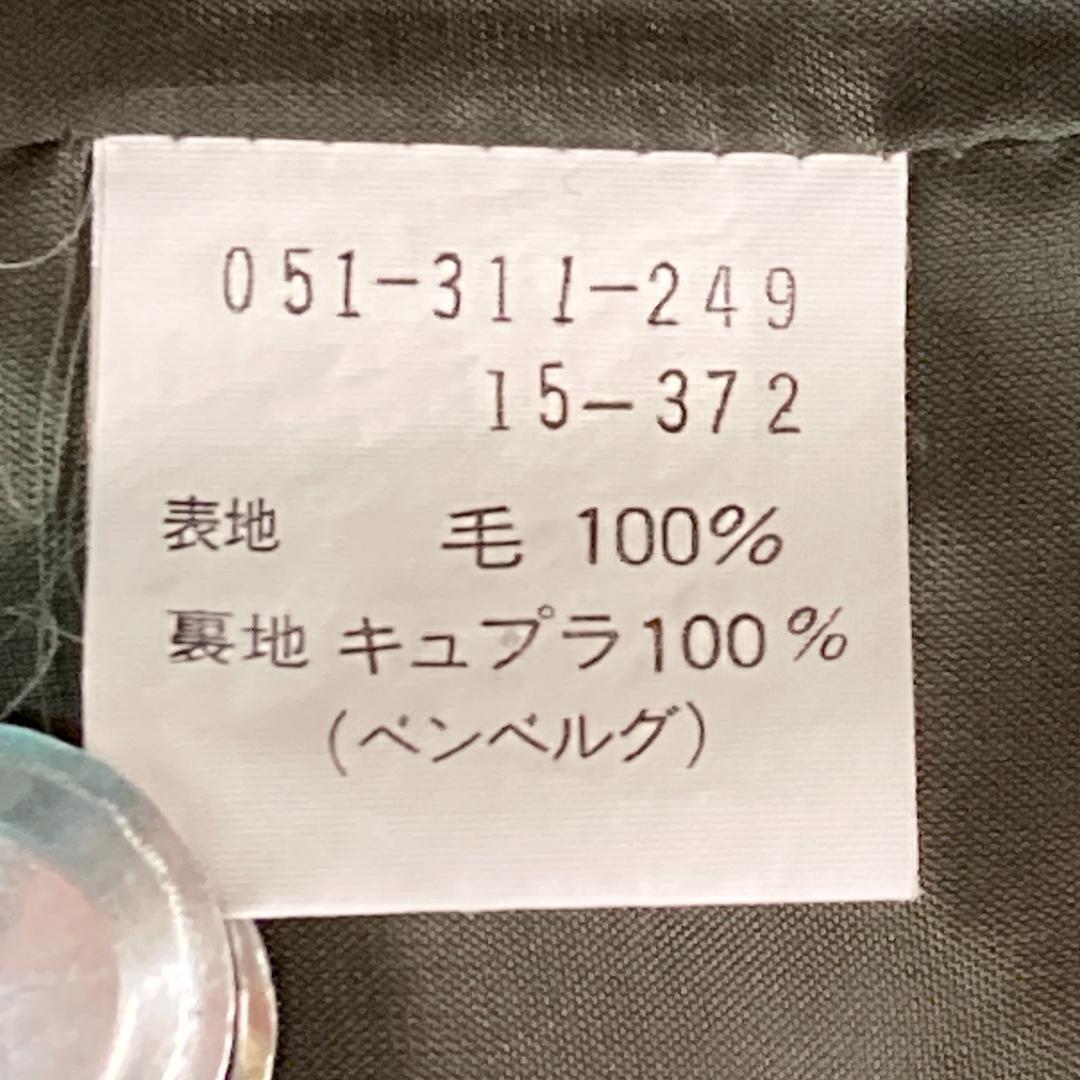 051-311-249
15-372
表地 毛 100%
裏地 キュプラ100%
(ベンベルグ)